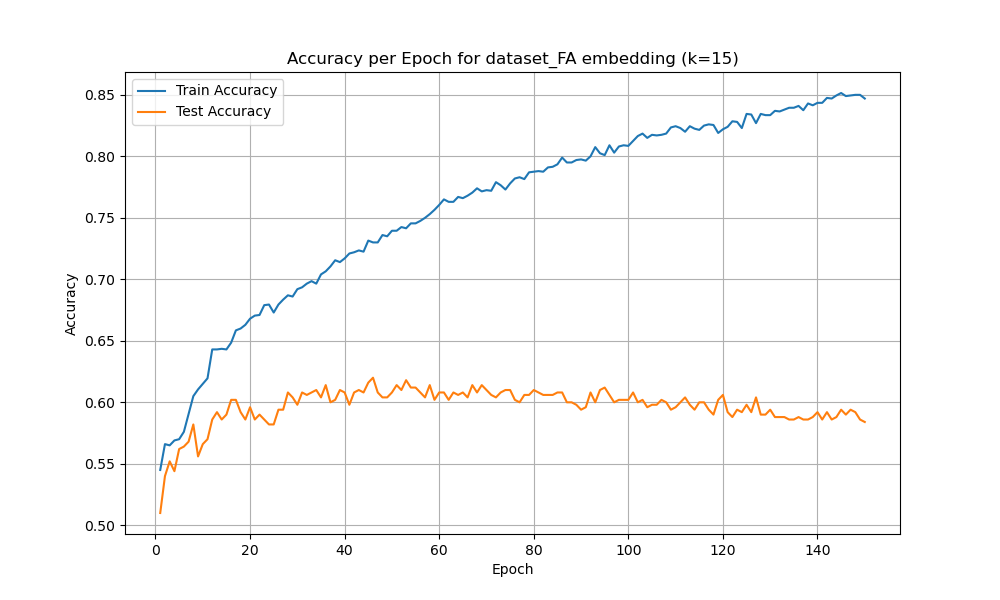 Accuracy per Epoch for dataset_FA embedding (k=15)
Train Accuracy
Test Accuracy
Accuracy
0.85
0.80
0.75
0.70
0.65
0.60
0.55
0.50
0 20 40 60 80 100 120 140
Epoch